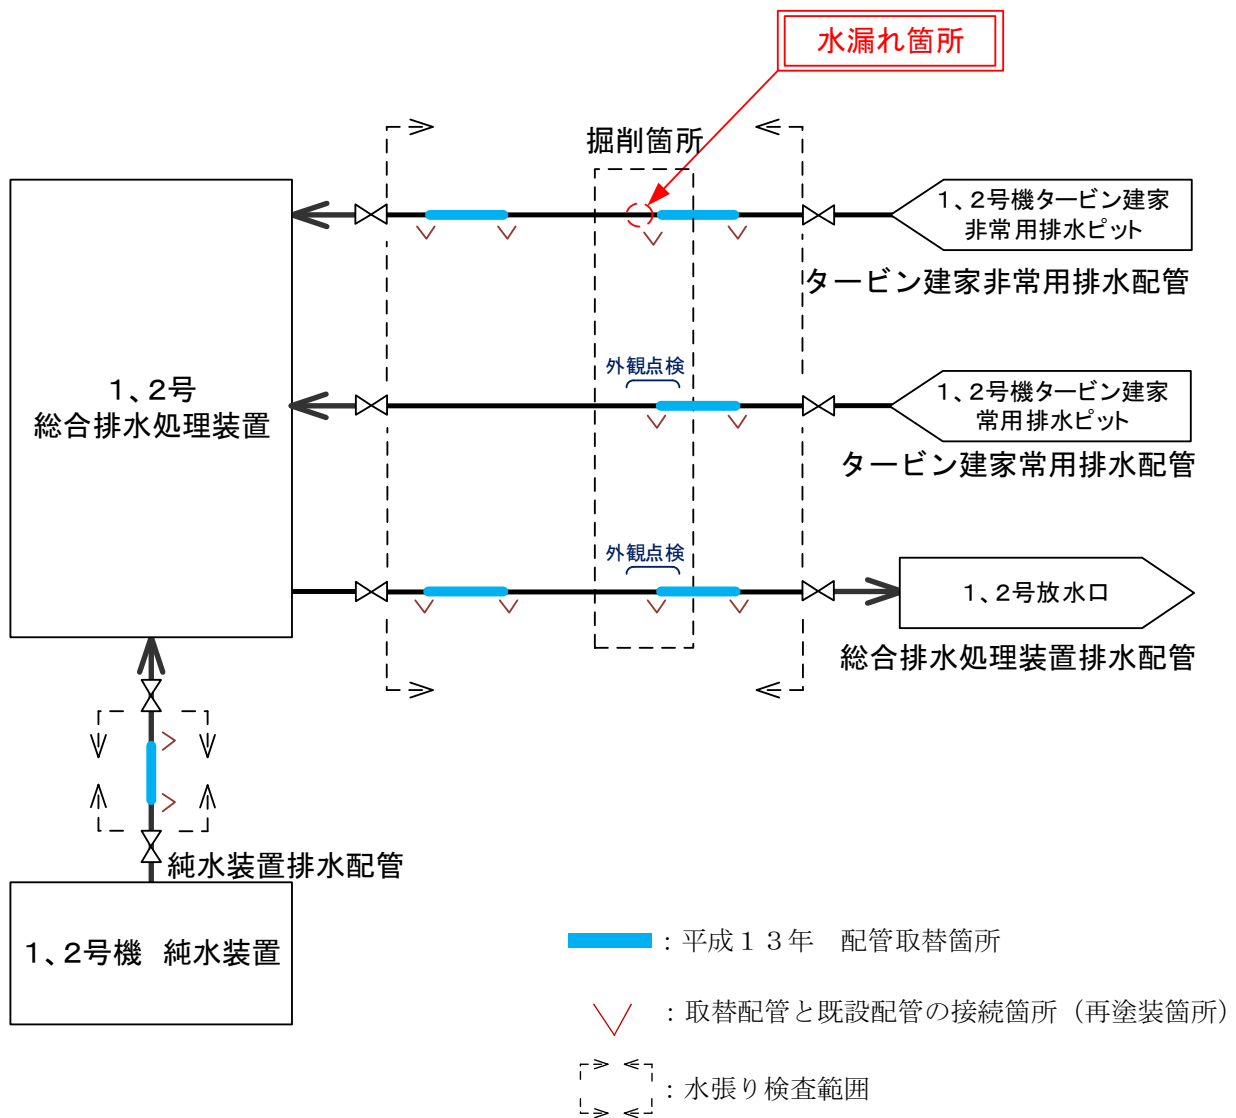 水漏れ箇所
掘削箇所
1、2号機タービン建家
非常用排水ピット
タービン建家非常用排水配管
1、2号
総合排水処理装置
外観点検
1、2号機タービン建家
常用排水ピット
タービン建家常用排水配管
外観点検
1、2号放水口
総合排水処理装置排水配管
純水装置排水配管
1、2号機 純水装置
：平成１３年　配管取替箇所
：取替配管と既設配管の接続箇所（再塗装箇所）
：水張り検査範囲